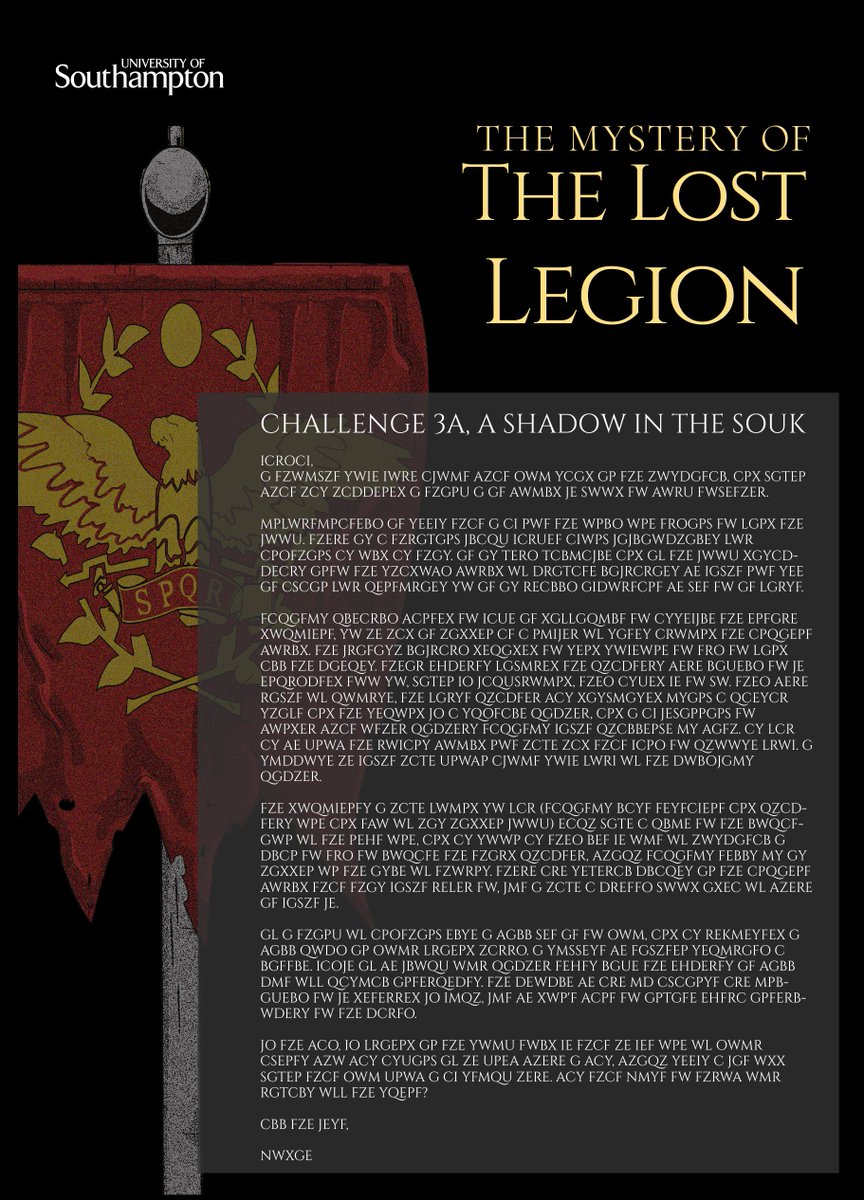 UNIVERSITY OF
Southampton
THE MYSTERY OF
THE LOST
LEGION
SPQR
CHALLENGE 3A, A SHADOW IN THE SOUK
ICROCI,
G FZWMSZF YWIE IWRE CJWMF AZCF OWM YCGX GP FZE ZWYDGFCB, CPX SGTEP
AZCF ZCY ZCDDEPEX G FZGPU G GF AWMBX JE SWWX FW AWRU FWSEFZER.
MPLWRFMPCFEBO GF YEEIY FZCF G CI PWF FZE WPBO WPE FROGPS FW LGPX FZE
JWWU. FZERE GY C FZRGTGPS JBCQU ICRUEF CIWPS JGJBGWDZGBEY LWR
CPOFZGPS CY WBX CY FZGY. GF GY TERO TCBMCJBE CPX GL FZE JWWU XGYCD-
DECRY GPFW FZE YZCXWAO AWRBX WL DRGTCFE BGJRCRGEY AE IGSZF PWF YEE
GF CSCGP LWR QEPFMRGEY YW GF GY RECBBO GIDWRFCPF AE SEF FW GF LGRYF.
FCQGFMY QBECRBO ACPFEX FW ICUE GF XGLLGQMBF FW CYYEIJBE FZE EPFGRE
XWQMIEPF, YW ZE ZCX GF ZGXXEP CF C PMIJER WL YGFEY CRWMPX FZE CPQGEPF
AWRBX. FZE JRGFGYZ BGJRCRO XEQGXEX FW YEPX YWIEWPE FW FRO FW LGPX
CBB FZE DGEQEY. FZEGR EHDERFY LGSMREX FZE QZCDFERY AERE BGUEBO FW JE
EPQRODFEX FWW YW, SGTEP IO JCQUSRWMPX, FZEO CYUEX IE FW SW. FZEO AERE
RGSZF WL QWMRYE, FZE LGRYF QZCDFER ACY XGYSMGYEX MYGPS C QCEYCR
YZGLF CPX FZE YEQWPX JO C YQOFCBE QGDZER, CPX G CI JESGPPGPS FW
AWPXER AZCF WFZER QGDZERY FCQGFMY IGSZF QZCBBEPSE MY AGFZ. CY LCR
CY AE UPWA FZE RWICPY AWMBX PWF ZCTE ZCX FZCF ICPO FW QZWWYE LRWI. G
YMDDWYE ZE IGSZF ZCTE UPWAP CJWMF YWIE LWRI WL FZE DWBOJGMY
QGDZER.
FZE XWQMIEPFY G ZCTE LWMPX YW LCR (FCQGFMY BCYF FEYFCIEPF CPX QZCD-
FERY WPE CPX FAW WL ZGY ZGXXEP JWWU) ECQZ SGTE C QBME FW FZE BWQCF-
GWP WL FZE PEHF WPE, CPX CY YWWP CY FZEO BEF IE WMF WL ZWYDGFCB G
DBCP FW FRO FW BWQCFE FZE FZGRX QZCDFER, AZGQZ FCQGFMY FEBBY MY GY
ZGXXEP WP FZE GYBE WL FZWRPY. FZERE CRE YETERCB DBCQEY GP FZE CPQGEPF
AWRBX FZCF FZGY IGSZF RELER FW, JMF G ZCTE C DREFFO SWWX GXEC WL AZERE
GF IGSZF JE.
GL G FZGPU WL CPOFZGPS EBYE G AGBB SEF GF FW OWM, CPX CY REKMEYFEX G
AGBB QWDO GP OWMR LRGEPX ZCRRO. G YMSSEYF AE FGSZFEP YEQMRGFO C
BGFFBE. ICOJE GL AE JBWQU WMR QGDZER FEHFY BGUE FZE EHDERFY GF AGBB
DMF WLL QCYMCB GPFERQEDFY. FZE DEWDBE AE CRE MD CSCGPYF CRE MPB-
GUEBO FW JE XEFERREX JO IMQZ, JMF AE XWP'F ACPF FW GPTGFE EHFRC GPFERB-
WDERY FW FZE DCRFO.
JO FZE ACO, IO LRGEPX GP FZE YWMU FWBX IE FZCF ZE IEF WPE WL OWMR
CSEPFY AZW ACY CYUGPS GL ZE UPEA AZERE G ACY, AZGQZ YEEIY C JGF WXX
SGTEP FZCF OWM UPWA G CI YFMQU ZERE. ACY FZCF NMYF FW FZRWA WMR
RGTCBY WLL FZE YQEPF?
CBB FZE JEYF,
NWXGE